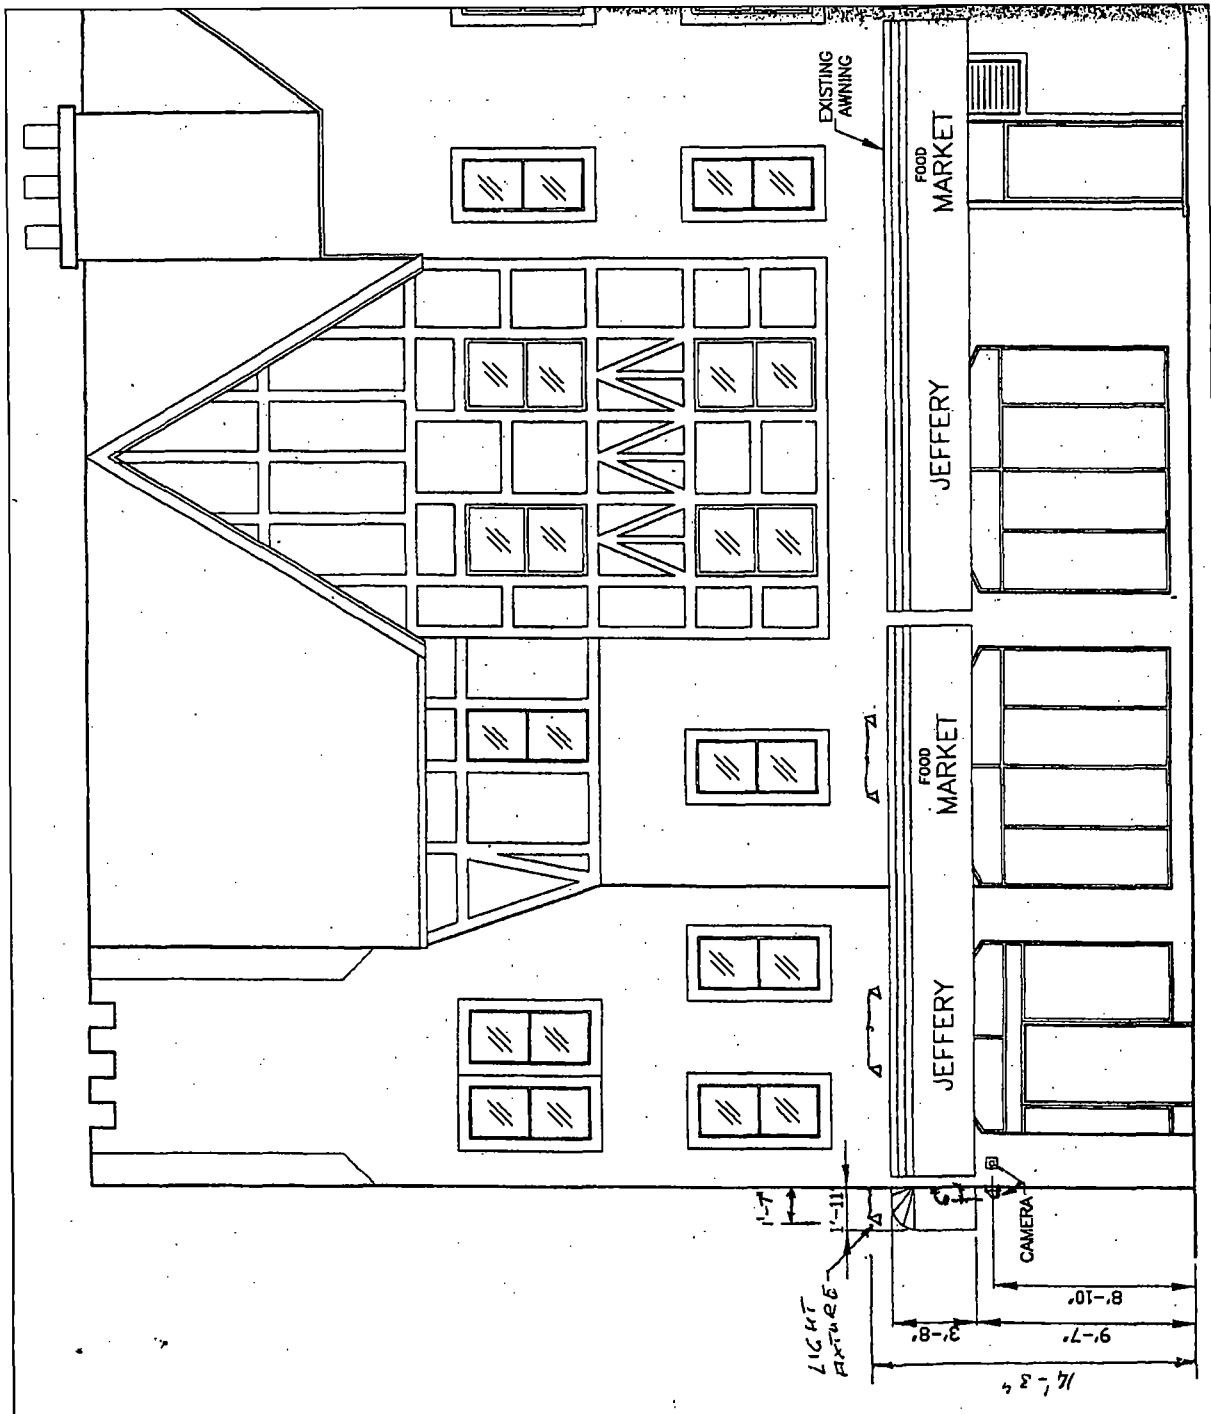 EXISTING
AWNING
JEFFERY
FOOD
MARKET
JEFFERY
FOOD
MARKET
1'-7"
1'-11"
6"
LIGHT
FIXTURE
CAMERA
3'-8"
8'-10"
9'-7"
14'-3"